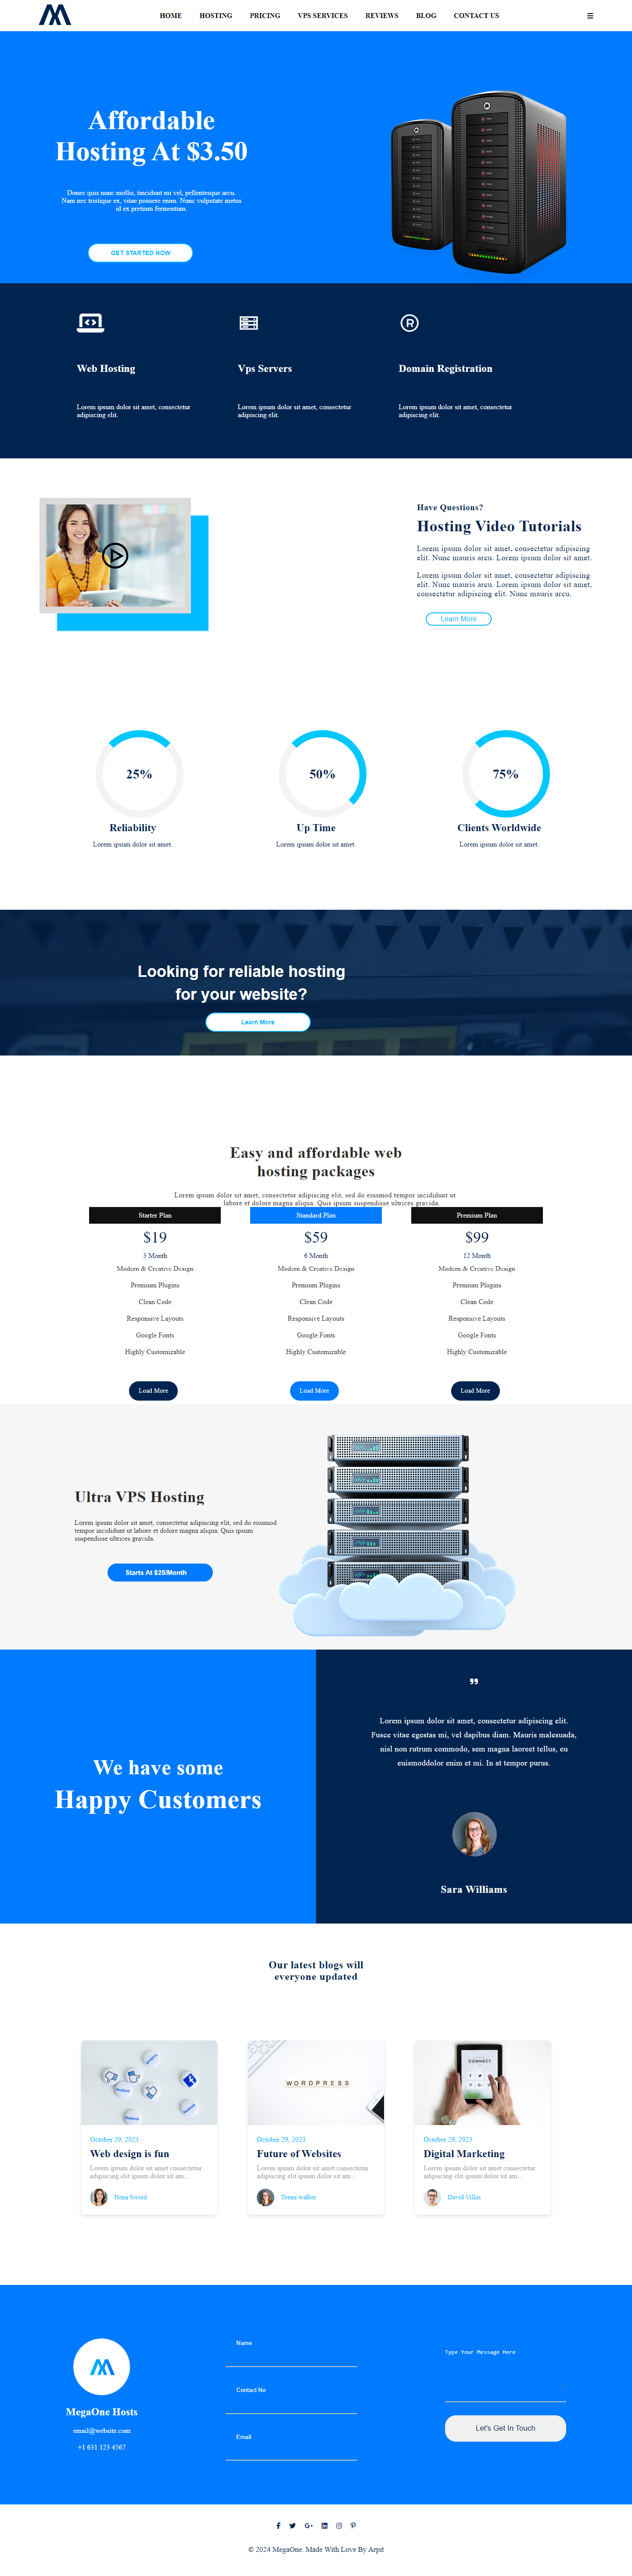 HOME HOSTING PRICING VPS SERVICES REVIEWS BLOG CONTACT US
Affordable
Hosting At $3.50
Donec quis nunc mollis, tincidunt mi vel, pellentesque arcu.
Nam nec tristique ex, vitae posuere enim. Nunc vulputate metus
id ex pretium fermentum.
GET STARTED NOW
Web Hosting
Lorem ipsum dolor sit amet, consectetur
adipiscing elit.
Vps Servers
Lorem ipsum dolor sit amet, consectetur
adipiscing elit.
Domain Registration
Lorem ipsum dolor sit amet, consectetur
adipiscing elit.
Have Questions?
Hosting Video Tutorials
Lorem ipsum dolor sit amet, consectetur adipiscing
elit. Nunc mauris arcu. Lorem ipsum dolor sit amet.
Lorem ipsum dolor sit amet, consectetur adipiscing
elit. Nunc mauris arcu. Lorem ipsum dolor sit amet,
consectetur adipiscing elit. Nunc mauris arcu.
Learn More
25%
Reliability
Lorem ipsum dolor sit amet.
50%
Up Time
Lorem ipsum dolor sit amet.
75%
Clients Worldwide
Lorem ipsum dolor sit amet.
Looking for reliable hosting
for your website?
Learn More
Easy and affordable web
hosting packages
Lorem ipsum dolor sit amet, consectetur adipiscing elit, sed do eiusmod tempor incididunt ut
labore et dolore magna aliqua. Quis ipsum suspendisse ultrices gravida.
Starter Plan
$19
3 Month
Modern & Creative Design
Premium Plugins
Clean Code
Responsive Layouts
Google Fonts
Highly Customizable
Load More
Standard Plan
$59
6 Month
Modern & Creative Design
Premium Plugins
Clean Code
Responsive Layouts
Google Fonts
Highly Customizable
Load More
Premium Plan
$99
12 Month
Modern & Creative Design
Premium Plugins
Clean Code
Responsive Layouts
Google Fonts
Highly Customizable
Load More
Ultra VPS Hosting
Lorem ipsum dolor sit amet, consectetur adipiscing elit, sed do eiusmod
tempor incididunt ut labore et dolore magna aliqua. Quis ipsum
suspendisse ultrices gravida.
Starts At $25/Month
We have some
Happy Customers
Lorem ipsum dolor sit amet, consectetur adipiscing elit.
Fusce vitae egestas mi, vel dapibus diam. Mauris malesuada,
nisl non rutrum commodo, sem magna laoreet tellus, eu
euismoddolor enim et mi. In at tempor purus.
Sara Williams
Our latest blogs will
everyone updated
October 29, 2023
Web design is fun
Lorem ipsum dolor sit amet consectetur
adipiscing elit ipsum dolor sit am...
Hena Sword
WORDPRESS
October 29, 2023
Future of Websites
Lorem ipsum dolor sit amet consectetur
adipiscing elit ipsum dolor sit am...
Teena walker
CONNECT
October 29, 2023
Digital Marketing
Lorem ipsum dolor sit amet consectetur
adipiscing elit ipsum dolor sit am...
David Villas
MegaOne Hosts
email@website.com
+1 631 123 4567
Name
Contact No
Email
Type Your Message Here
Let's Get In Touch
© 2024 MegaOne. Made With Love By Arpit